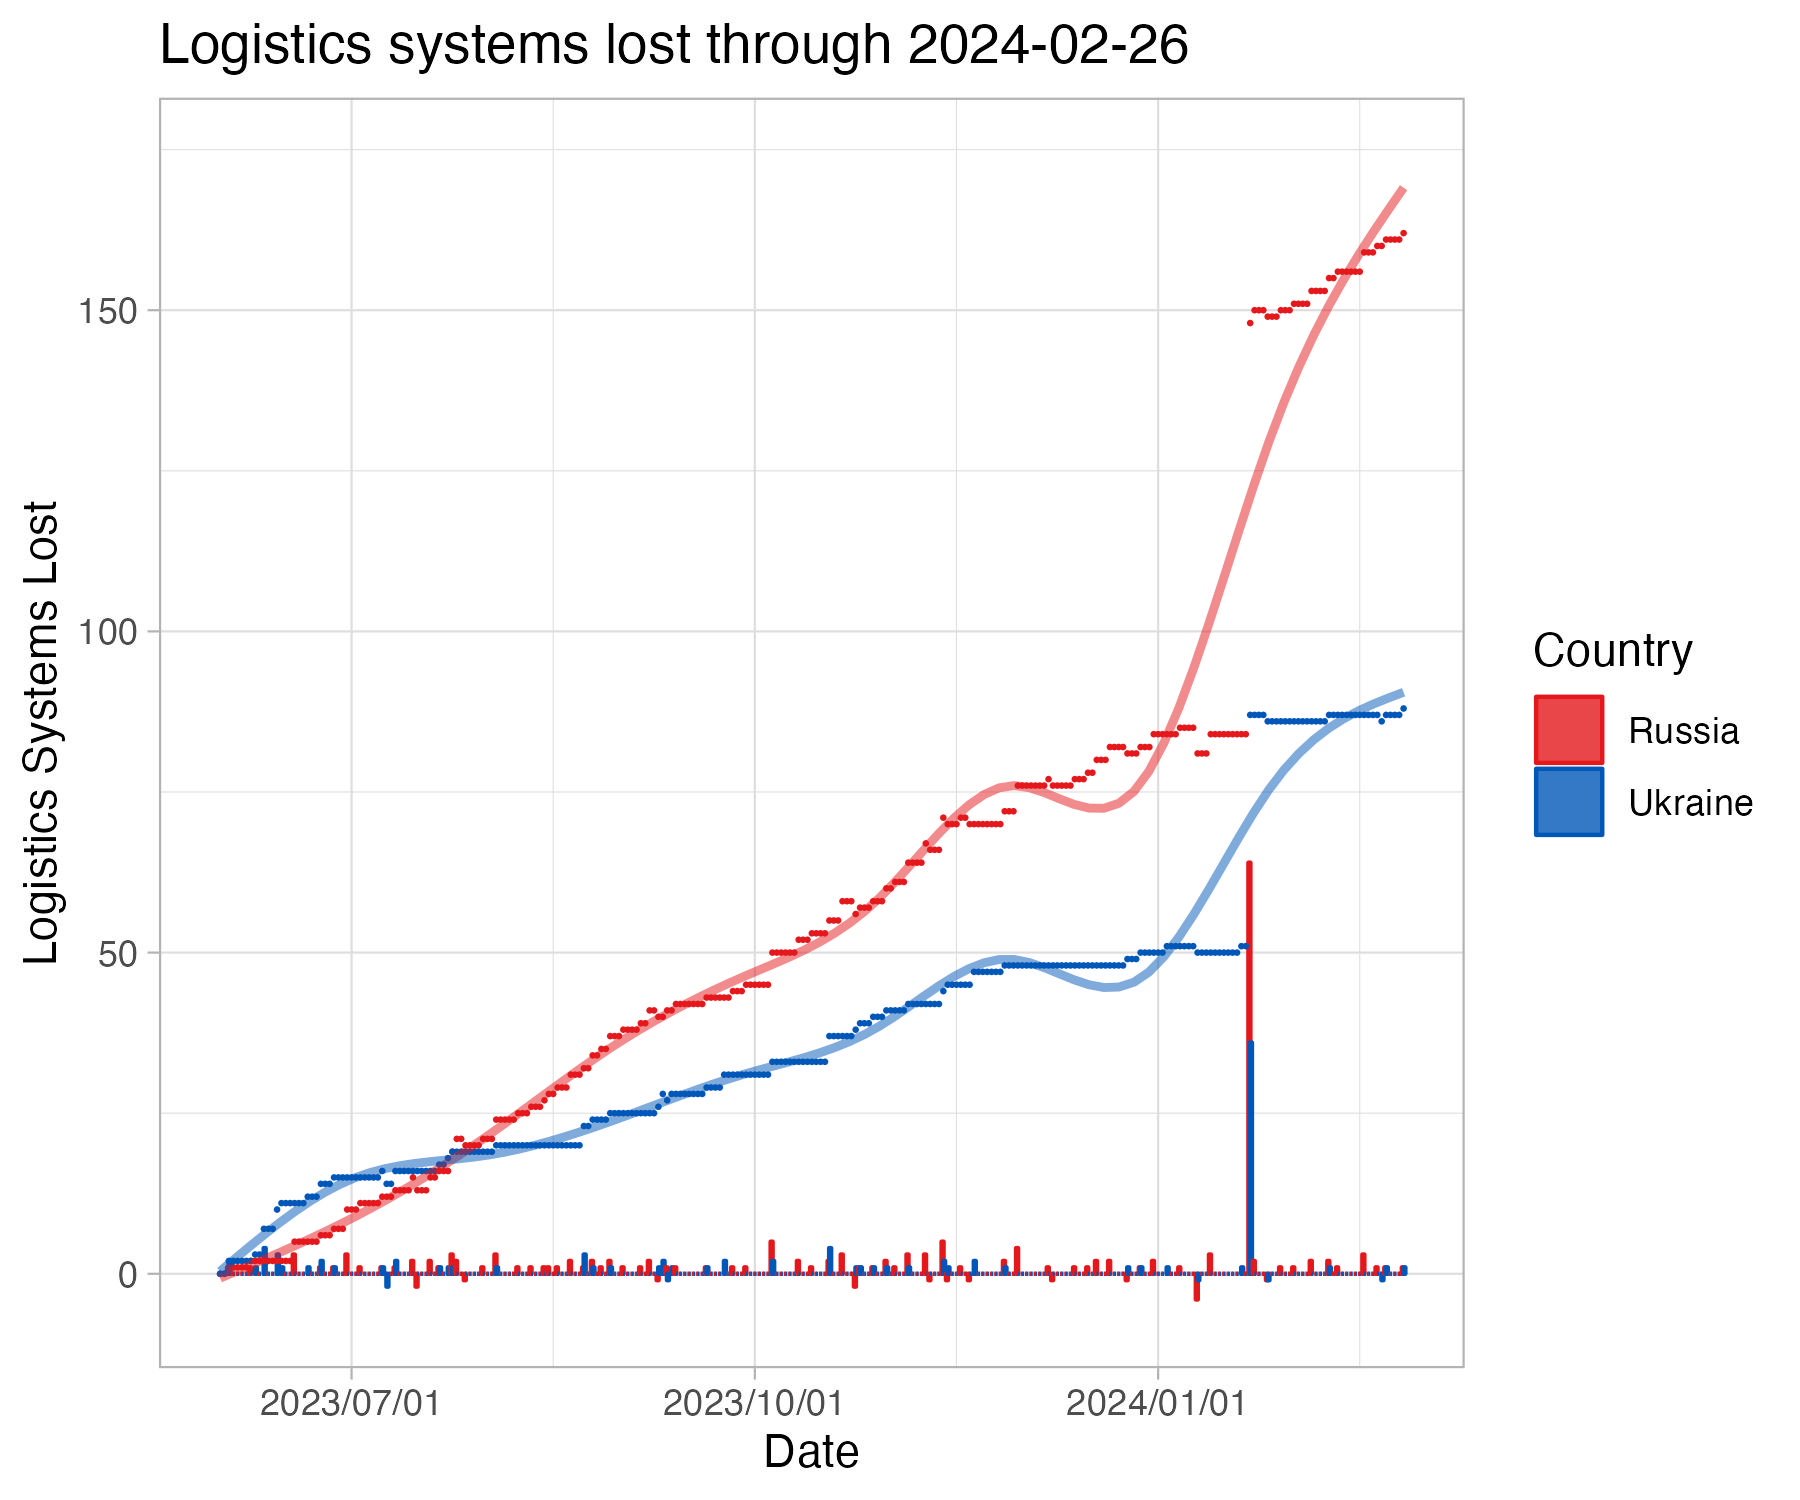 Logistics systems lost through 2024-02-26
Logistics Systems Lost
150
100
50
0
2023/07/01
2023/10/01
2024/01/01
Date
Country
Russia
Ukraine